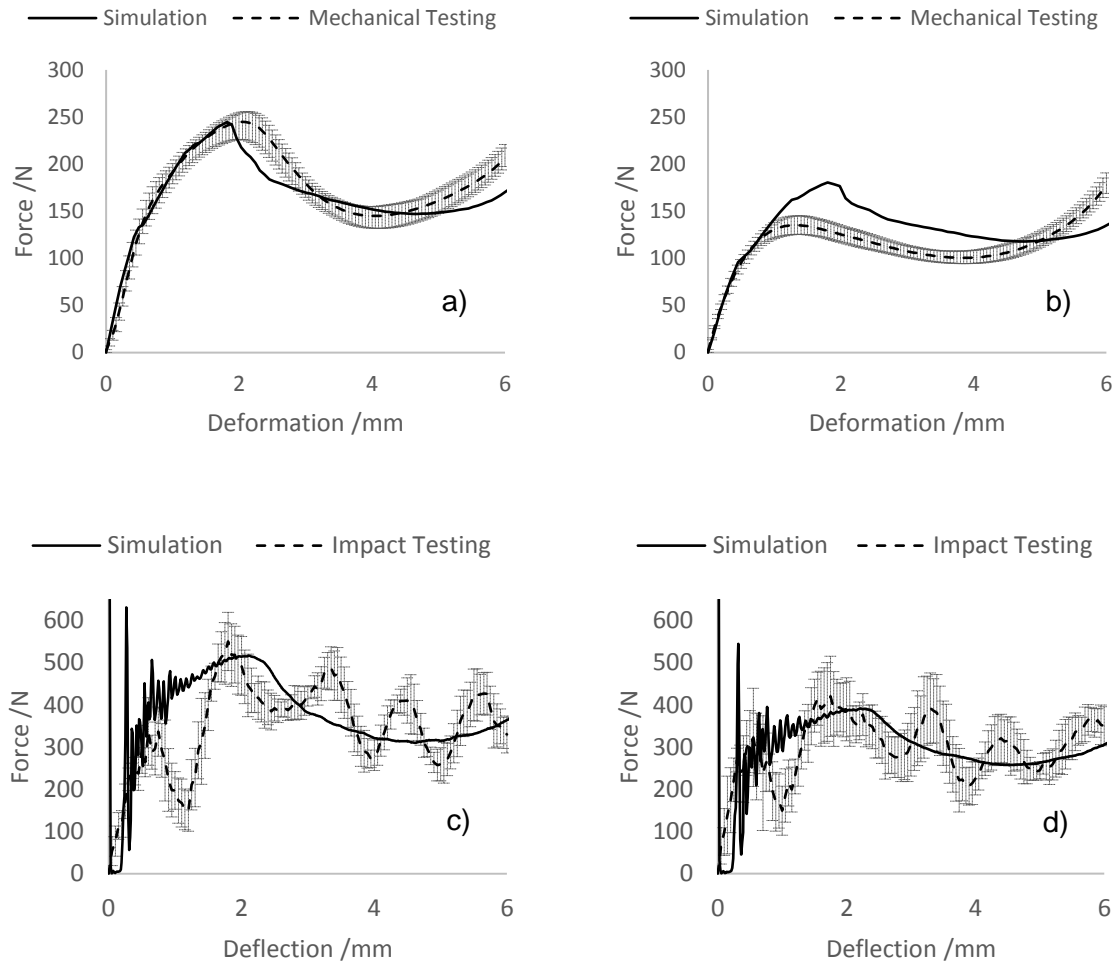 Simulation Mechanical Testing
300
250
200
150
100
50
0
Force /N
0 2 4 6
Deformation /mm
a)
Simulation Mechanical Testing
300
250
200
150
100
50
0
Force /N
0 2 4 6
Deformation /mm
b)
Simulation Impact Testing
600
500
400
300
200
100
0
Force /N
0 2 4 6
Deflection /mm
c)
Simulation Impact Testing
600
500
400
300
200
100
0
Force /N
0 2 4 6
Deflection /mm
d)